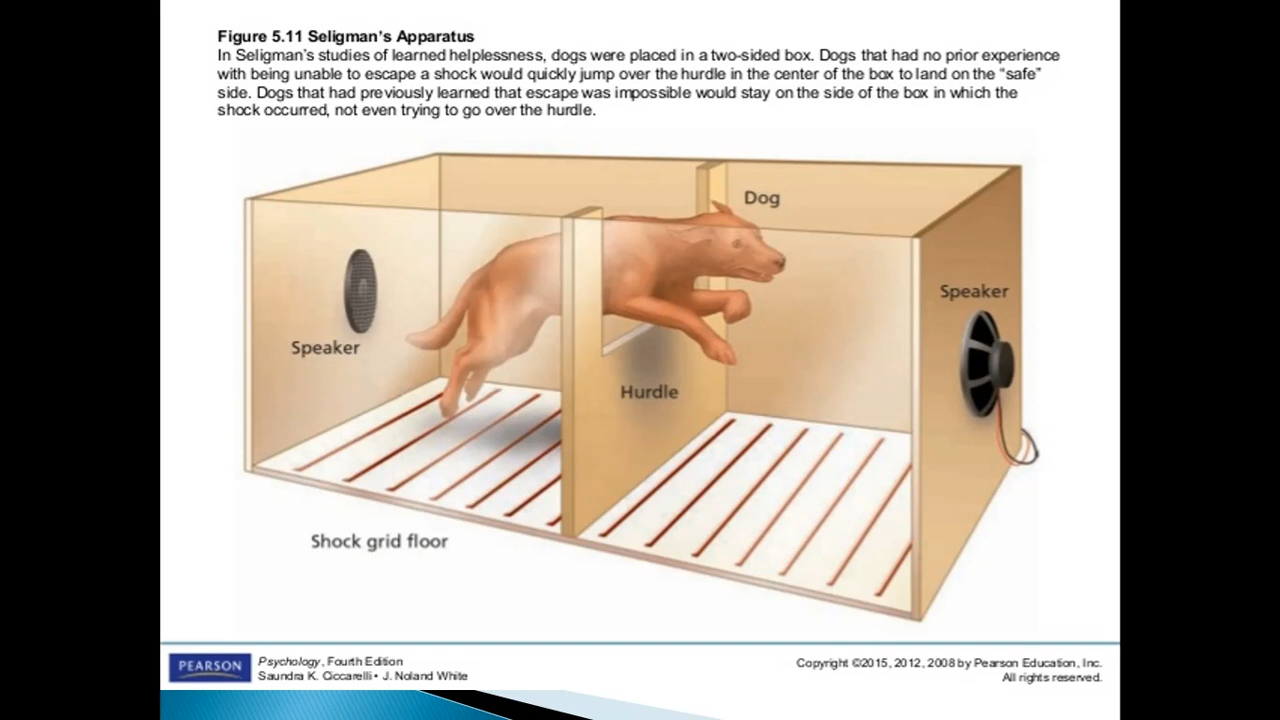 Figure 5.11 Seligman's Apparatus
In Seligman's studies of learned helplessness, dogs were placed in a two-sided box. Dogs that had no prior experience
with being unable to escape a shock would quickly jump over the hurdle in the center of the box to land on the “safe”
side. Dogs that had previously learned that escape was impossible would stay on the side of the box in which the
shock occurred, not even trying to go over the hurdle.
Dog
Speaker
Speaker
Hurdle
Shock grid floor
PEARSON
Psychology, Fourth Edition
Saundra K. Ciccarelli • J. Noland White
Copyright ©2015, 2012, 2008 by Pearson Education, Inc.
All rights reserved.